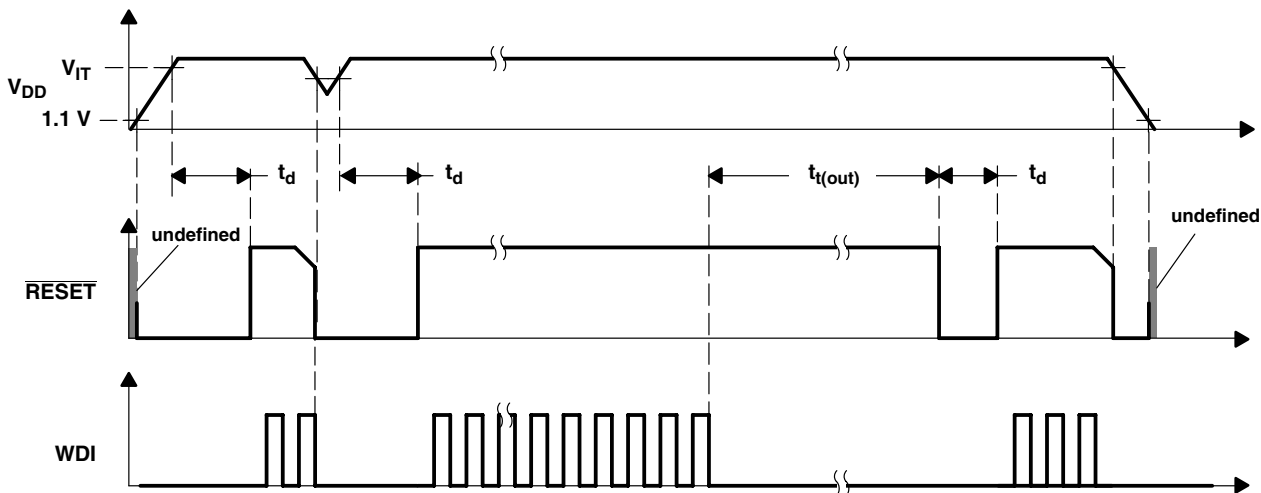 V_IT
V_DD
1.1 V
t_d
t_d
t_t(out)
t_d
undefined
undefined
RESET
WDI